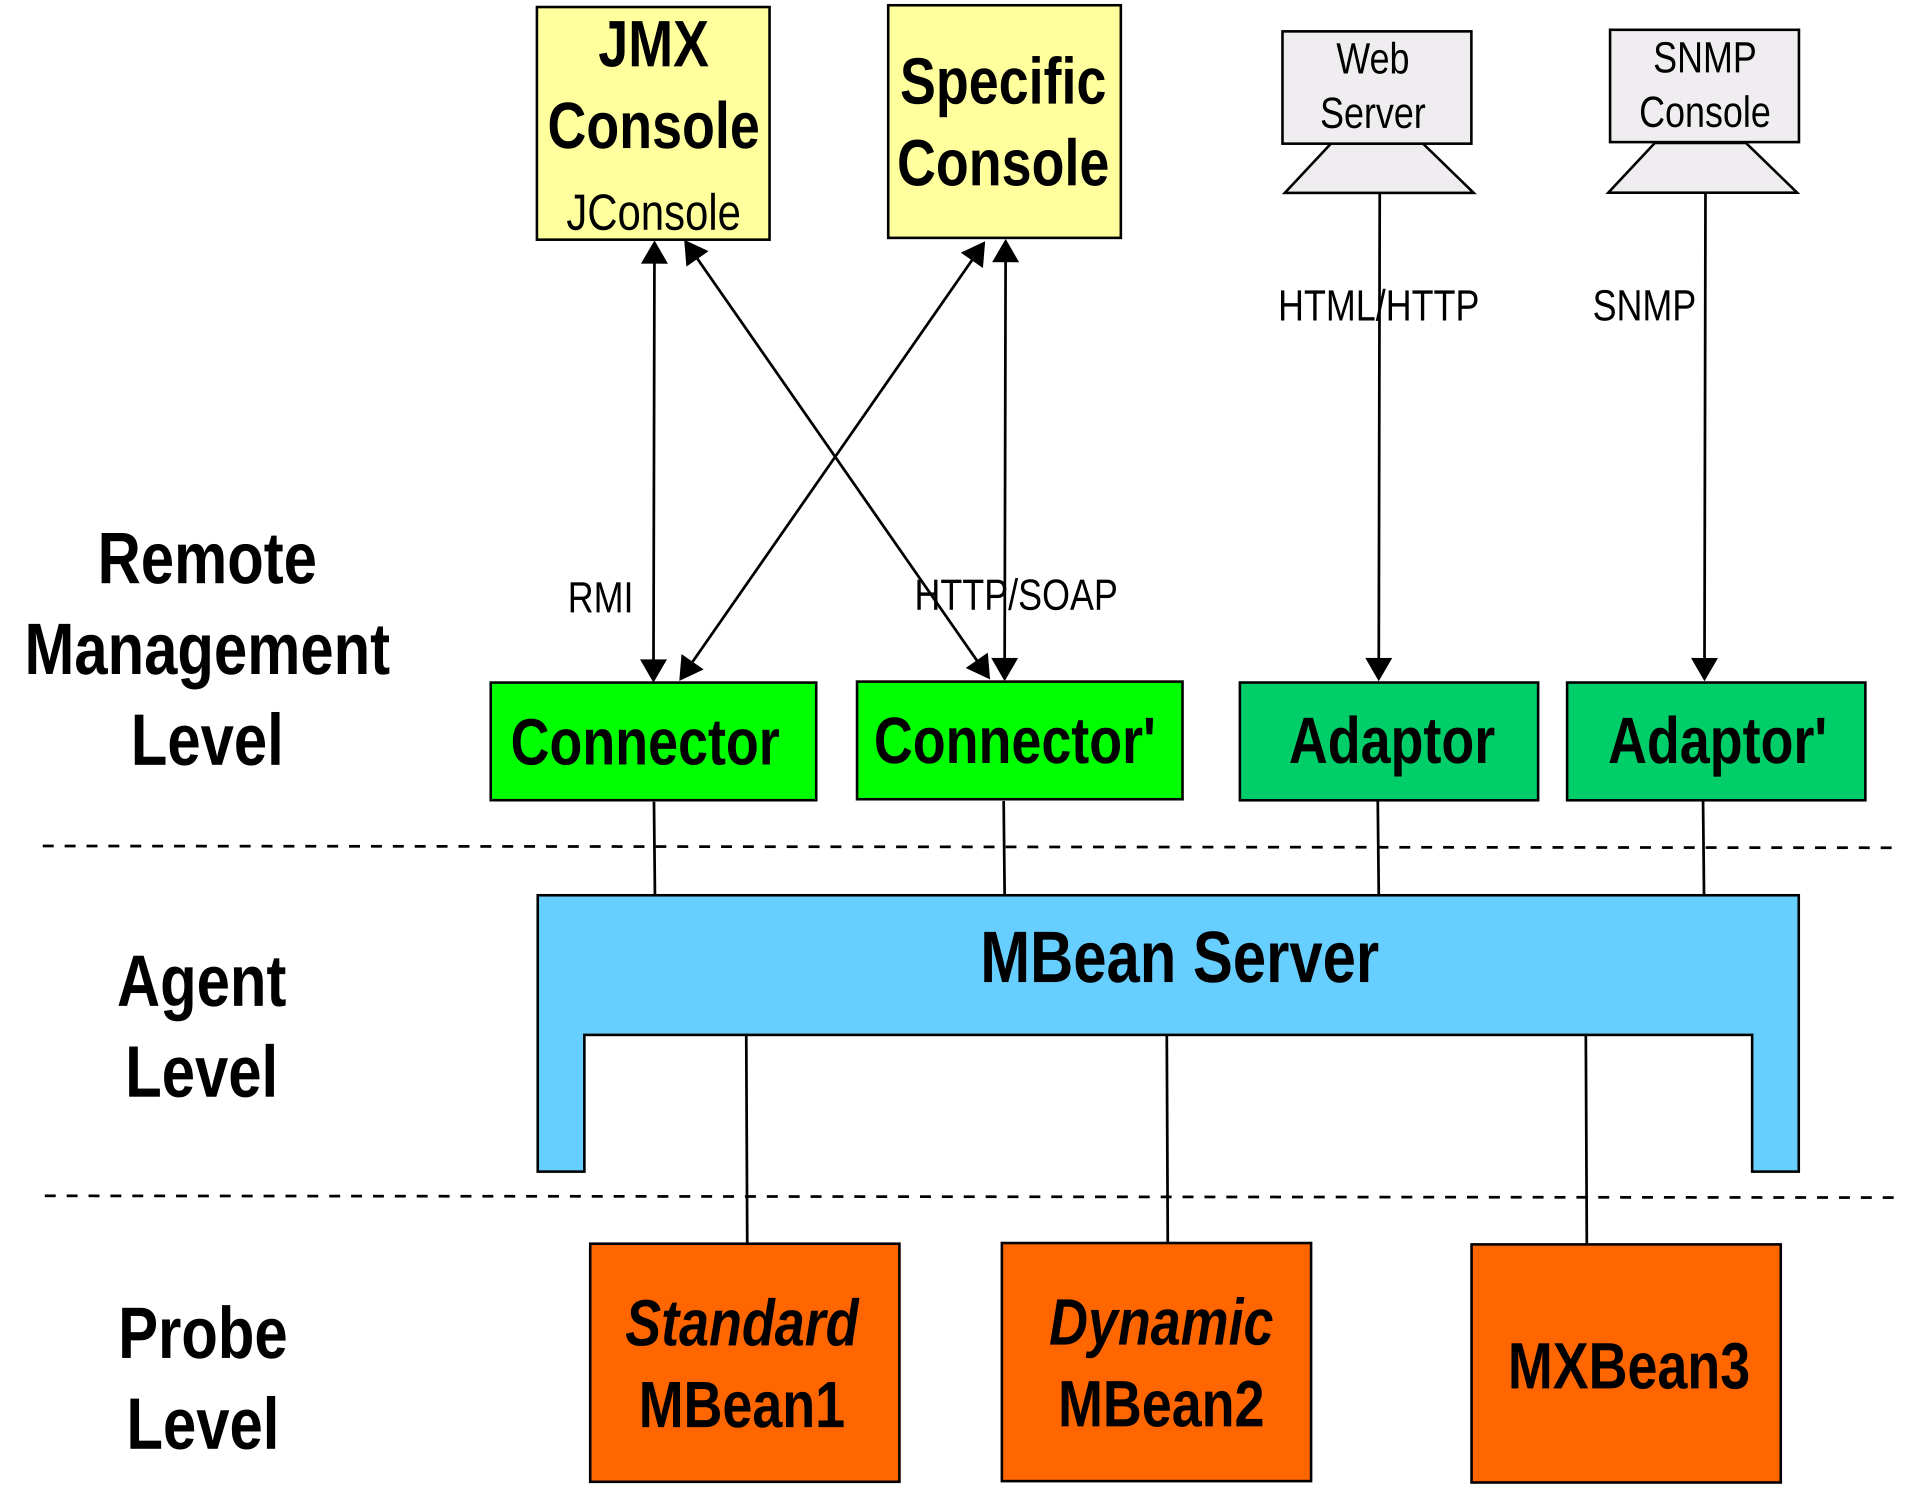 JMX
Console
JConsole
Specific
Console
Web
Server
SNMP
Console
HTML/HTTP
SNMP
Remote
Management
Level
RMI
HTTP/SOAP
Connector
Connector'
Adaptor
Adaptor'
Agent
Level
MBean Server
Probe
Level
Standard
MBean1
Dynamic
MBean2
MXBean3